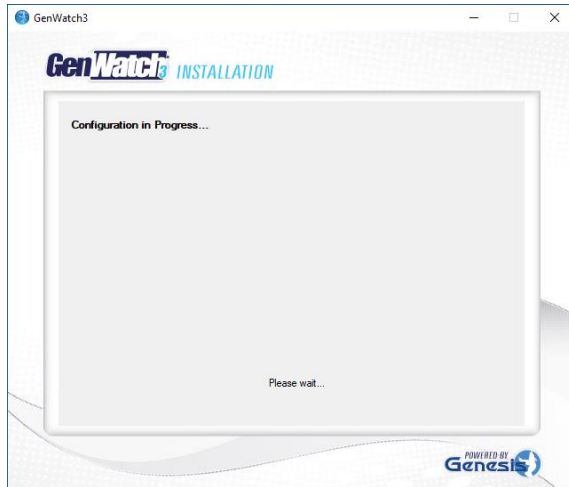 GenWatch3
GenWatch3 INSTALLATION
Configuration in Progress...
Please wait...
POWERED BY
Genesis